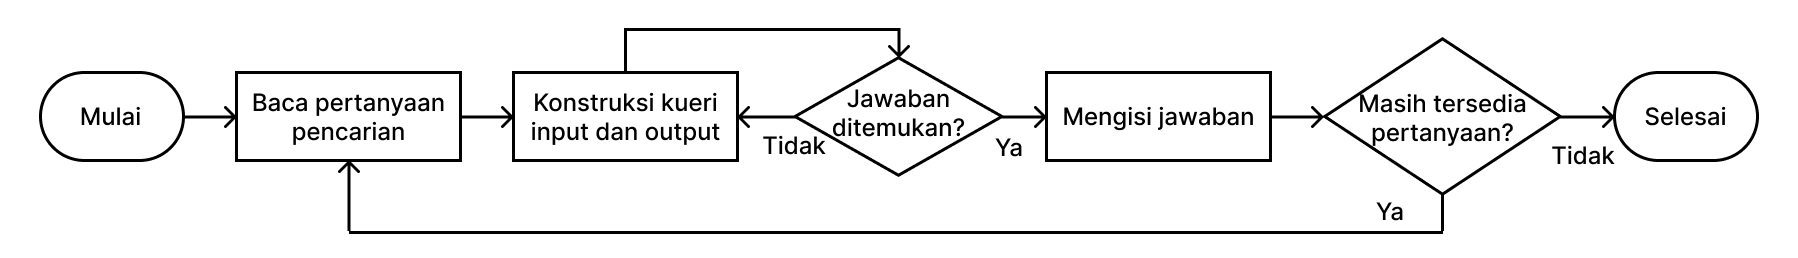 Mulai
Baca pertanyaan
pencarian
Konstruksi kueri
input dan output
Jawaban
ditemukan?
Tidak
Ya
Mengisi jawaban
Masih tersedia
pertanyaan?
Ya
Tidak
Selesai